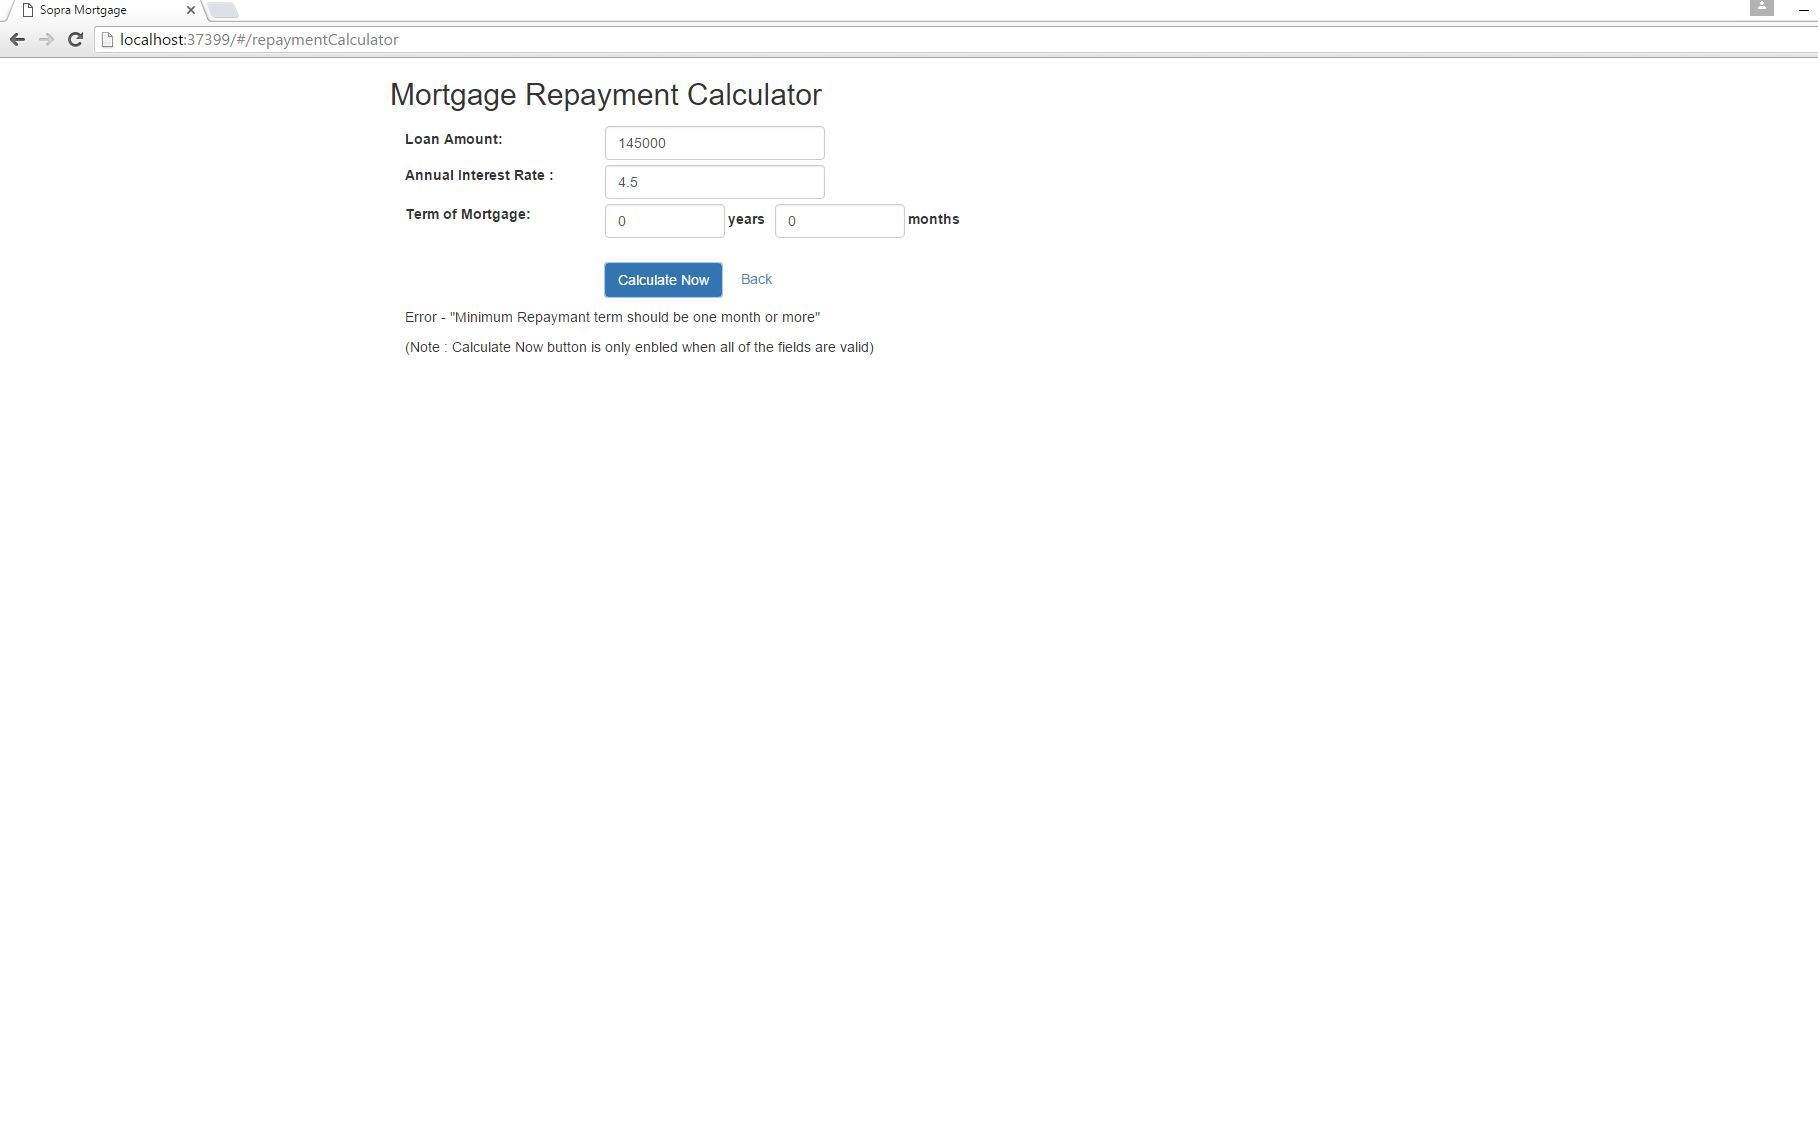 Sopra Mortgage
localhost:37399/#/repaymentCalculator
Mortgage Repayment Calculator
Loan Amount: 145000
Annual Interest Rate : 4.5
Term of Mortgage: 0 years 0 months
Calculate Now Back
Error - "Minimum Repaymant term should be one month or more"
(Note : Calculate Now button is only enbled when all of the fields are valid)